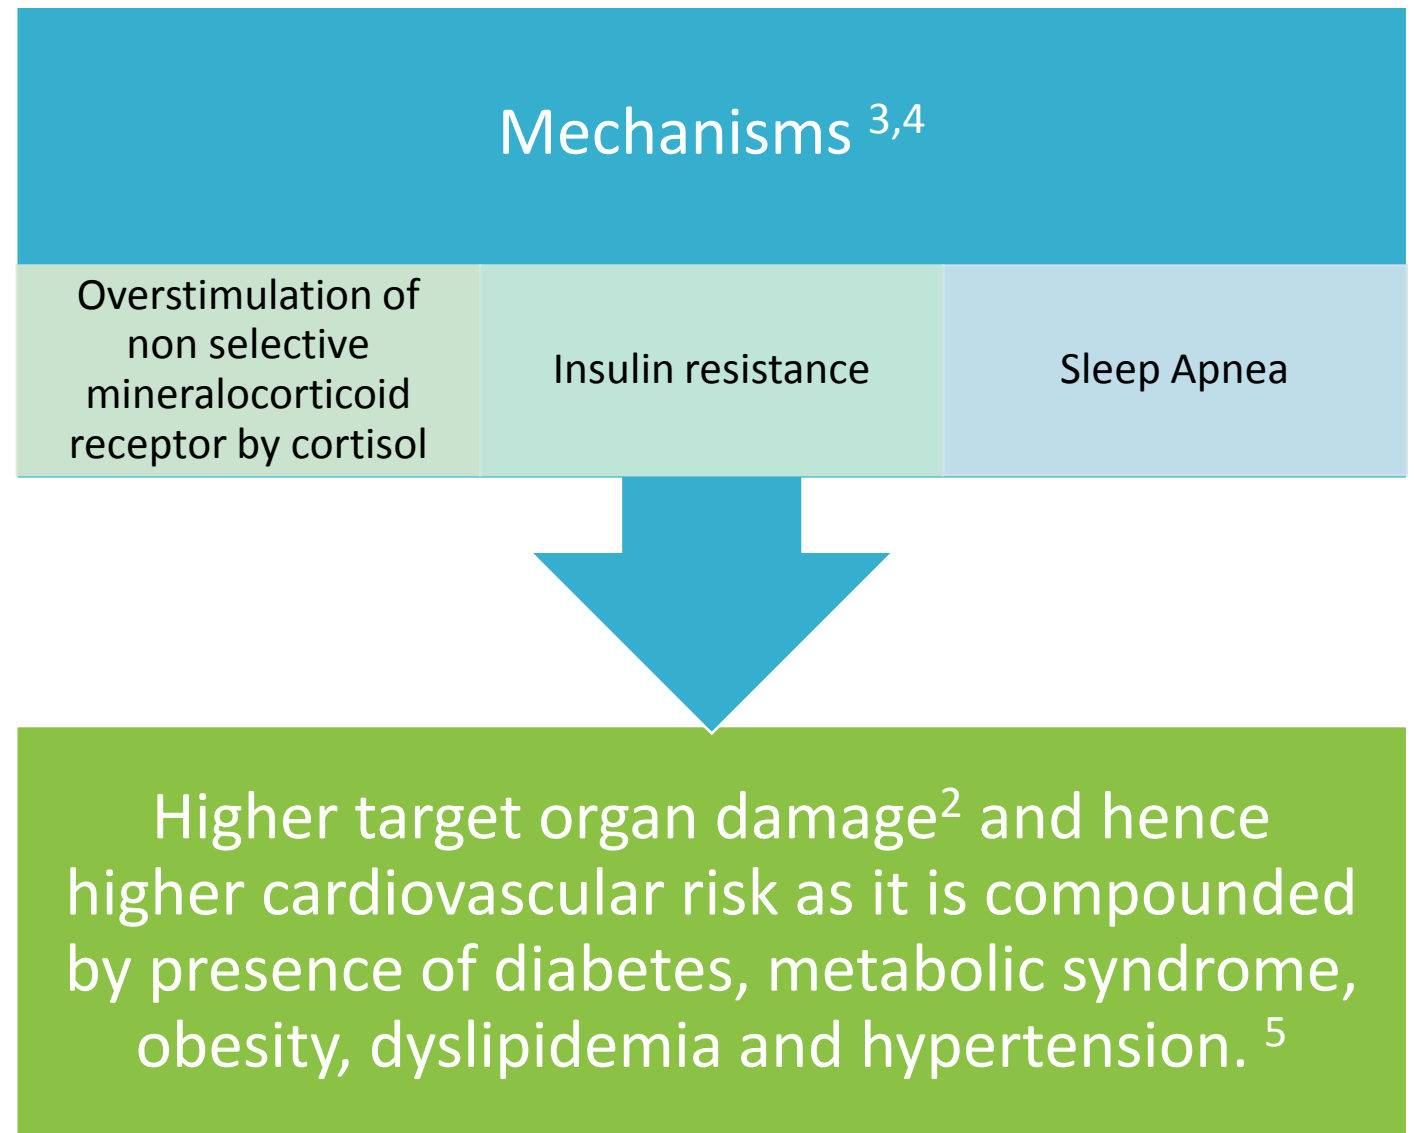 Mechanisms 3,4
Overstimulation of
non selective
mineralocorticoid
receptor by cortisol
Insulin resistance
Sleep Apnea
Higher target organ damage2 and hence
higher cardiovascular risk as it is compounded
by presence of diabetes, metabolic syndrome,
obesity, dyslipidemia and hypertension. 5